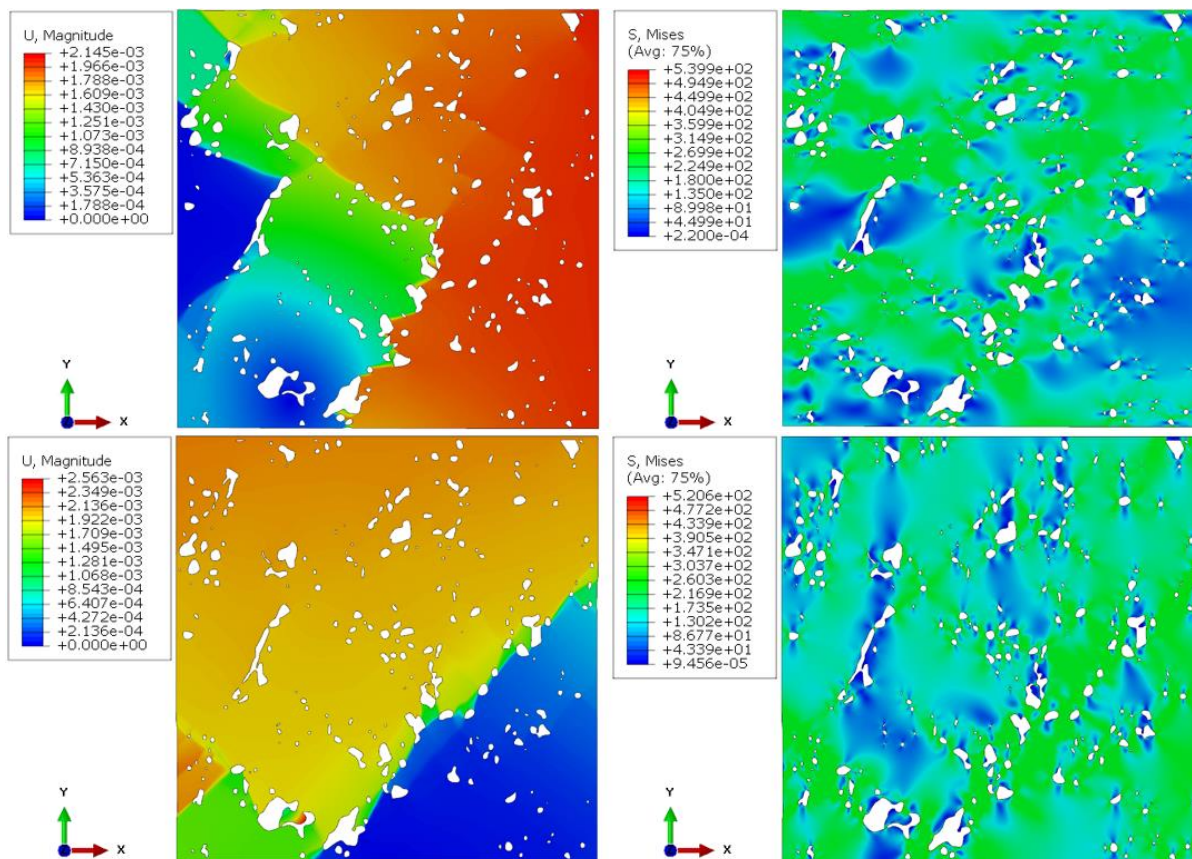 U, Magnitude
+2.145e-03
+1.966e-03
+1.788e-03
+1.609e-03
+1.430e-03
+1.251e-03
+1.073e-03
+8.938e-04
+7.150e-04
+5.363e-04
+3.575e-04
+1.788e-04
+0.000e+00
Y
X
S, Mises
(Avg: 75%)
+5.399e+02
+4.949e+02
+4.499e+02
+4.049e+02
+3.599e+02
+3.149e+02
+2.699e+02
+2.249e+02
+1.800e+02
+1.350e+02
+8.998e+01
+4.499e+01
+2.200e-04
Y
X
U, Magnitude
+2.563e-03
+2.349e-03
+2.136e-03
+1.922e-03
+1.709e-03
+1.495e-03
+1.281e-03
+1.068e-03
+8.543e-04
+6.407e-04
+4.272e-04
+2.136e-04
+0.000e+00
Y
X
S, Mises
(Avg: 75%)
+5.206e+02
+4.772e+02
+4.339e+02
+3.905e+02
+3.471e+02
+3.037e+02
+2.603e+02
+2.169e+02
+1.735e+02
+1.302e+02
+8.677e+01
+4.339e+01
+9.456e-05
Y
X